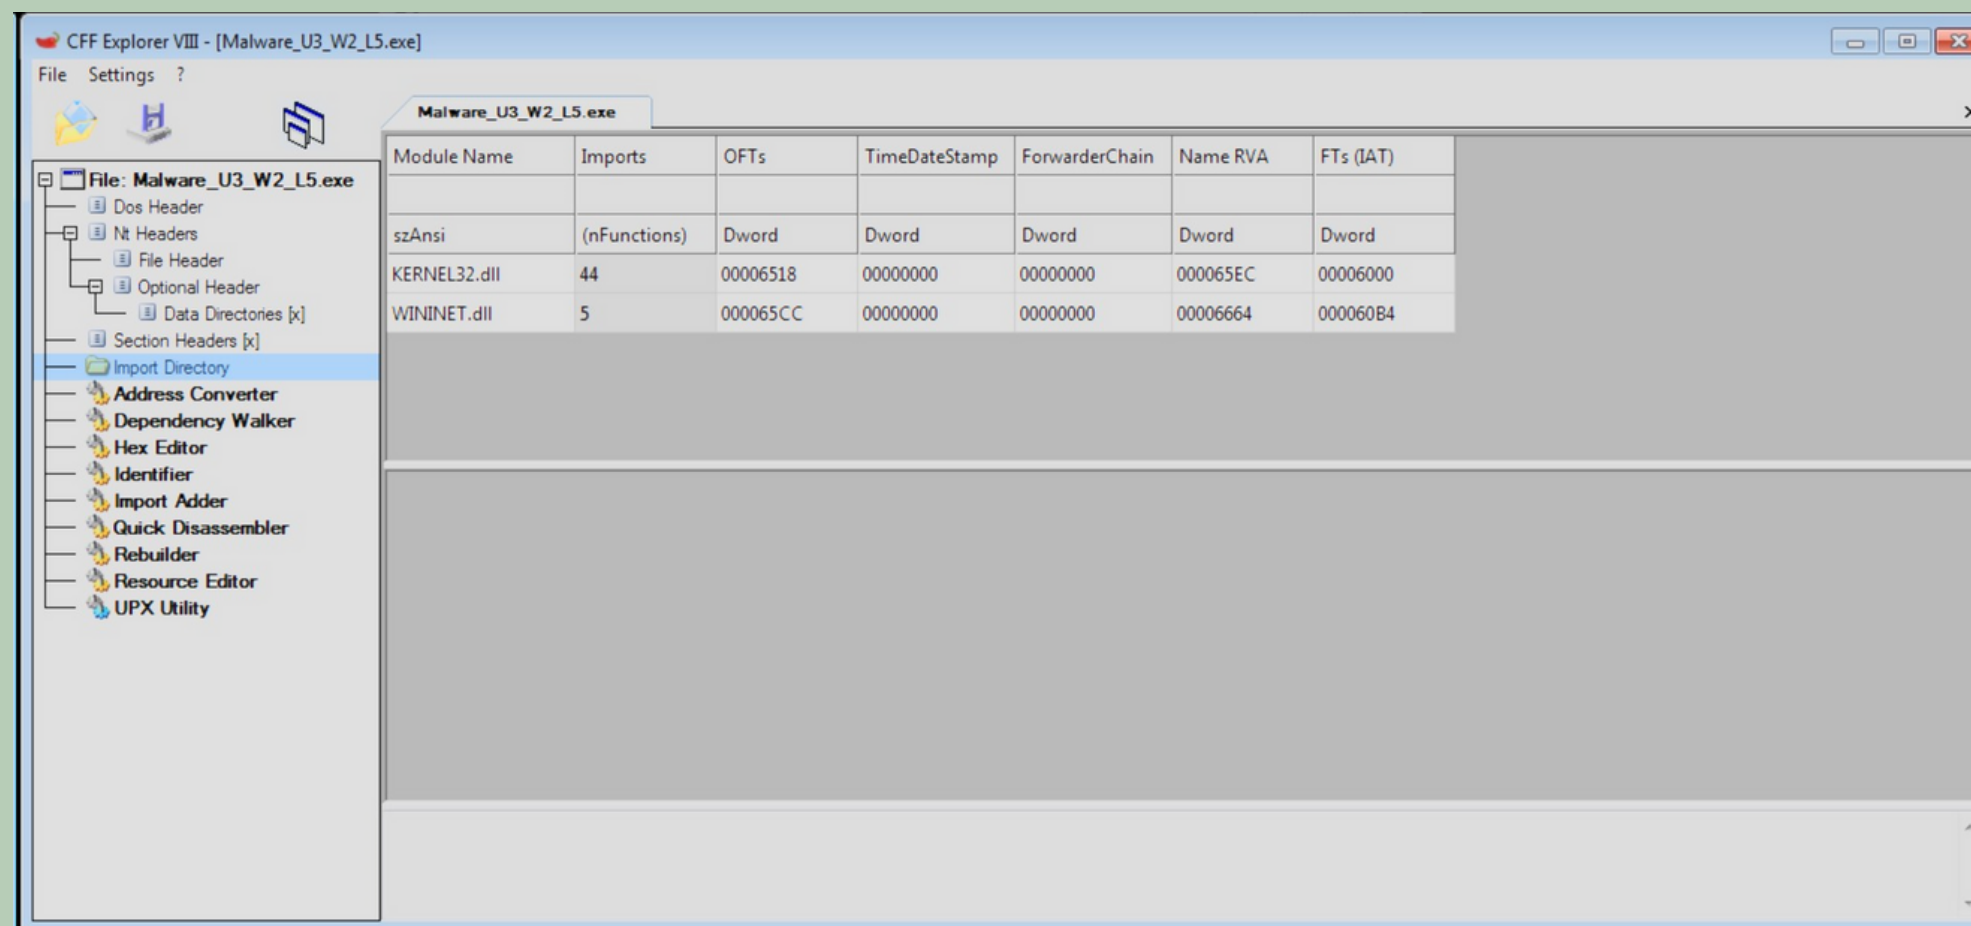 CFF Explorer VIII - [Malware_U3_W2_L5.exe]
File Settings ?
Malware_U3_W2_L5.exe
File: Malware_U3_W2_L5.exe
Dos Header
Nt Headers
File Header
Optional Header
Data Directories [x]
Section Headers [x]
Import Directory
Address Converter
Dependency Walker
Hex Editor
Identifier
Import Adder
Quick Disassembler
Rebuilder
Resource Editor
UPX Utility
Module Name Imports OFTs TimeDateStamp ForwarderChain Name RVA FTs (IAT)
szAnsi (nFunctions) Dword Dword Dword Dword Dword
KERNEL32.dll 44 00006518 00000000 00000000 000065EC 00006000
WININET.dll 5 000065CC 00000000 00000000 00006664 000060B4